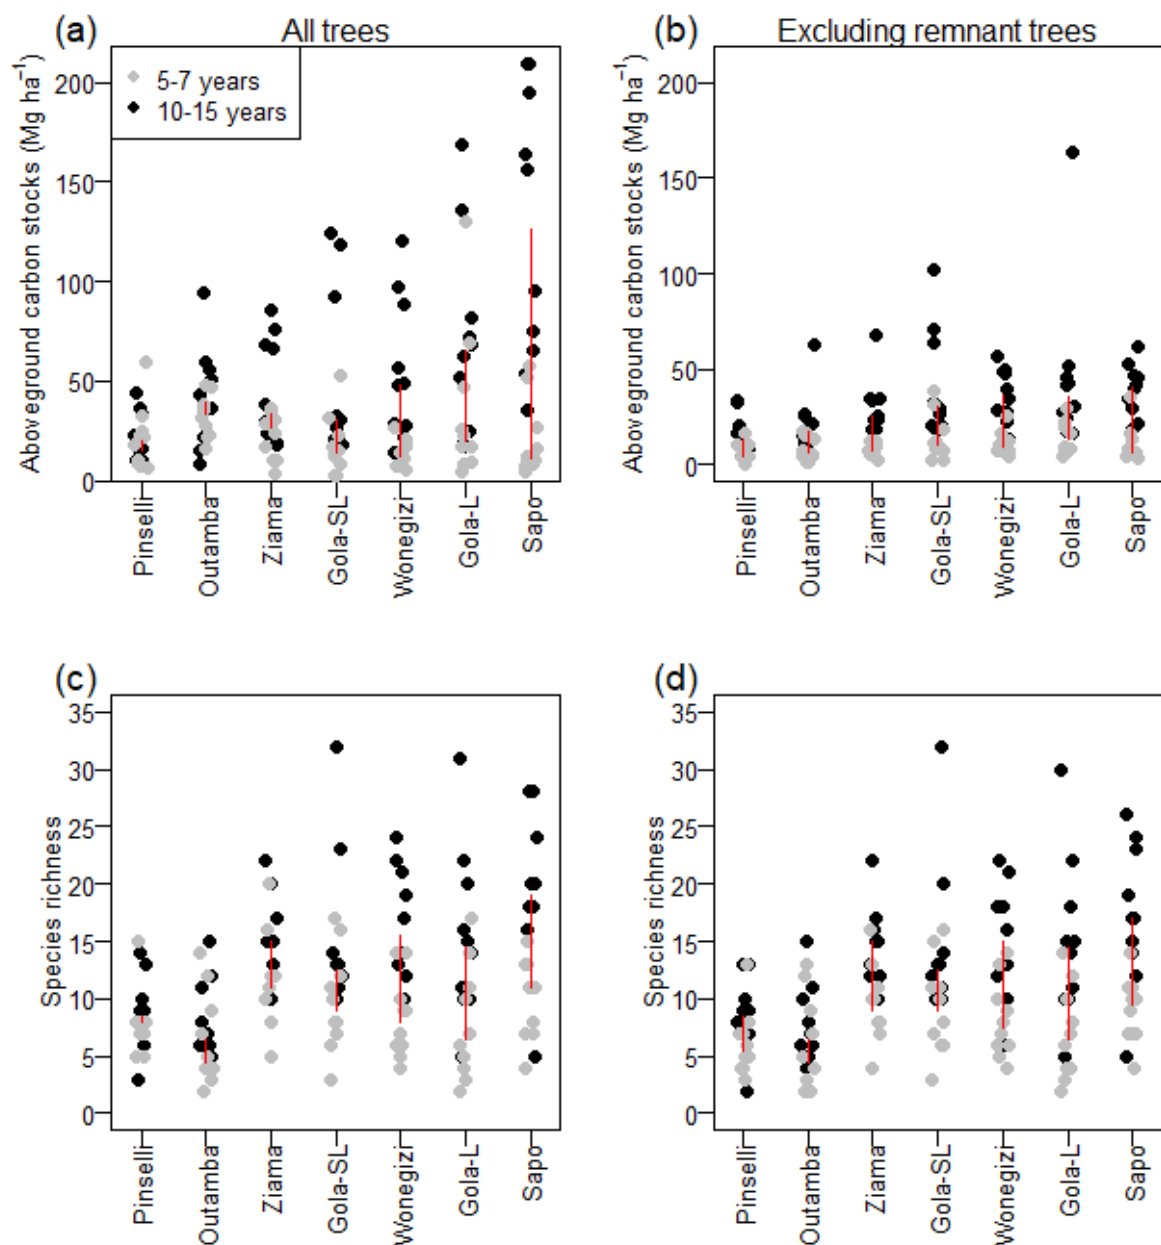 (a) All trees
Aboveground carbon stocks (Mg ha⁻¹)
200
150
100
50
0
5-7 years
10-15 years
Pinselli
Outamba
Ziama
Gola-SL
Wonegizi
Gola-L
Sapo
(b) Excluding remnant trees
Aboveground carbon stocks (Mg ha⁻¹)
200
150
100
50
0
Pinselli
Outamba
Ziama
Gola-SL
Wonegizi
Gola-L
Sapo
(c)
Species richness
35
30
25
20
15
10
5
0
Pinselli
Outamba
Ziama
Gola-SL
Wonegizi
Gola-L
Sapo
(d)
Species richness
35
30
25
20
15
10
5
0
Pinselli
Outamba
Ziama
Gola-SL
Wonegizi
Gola-L
Sapo